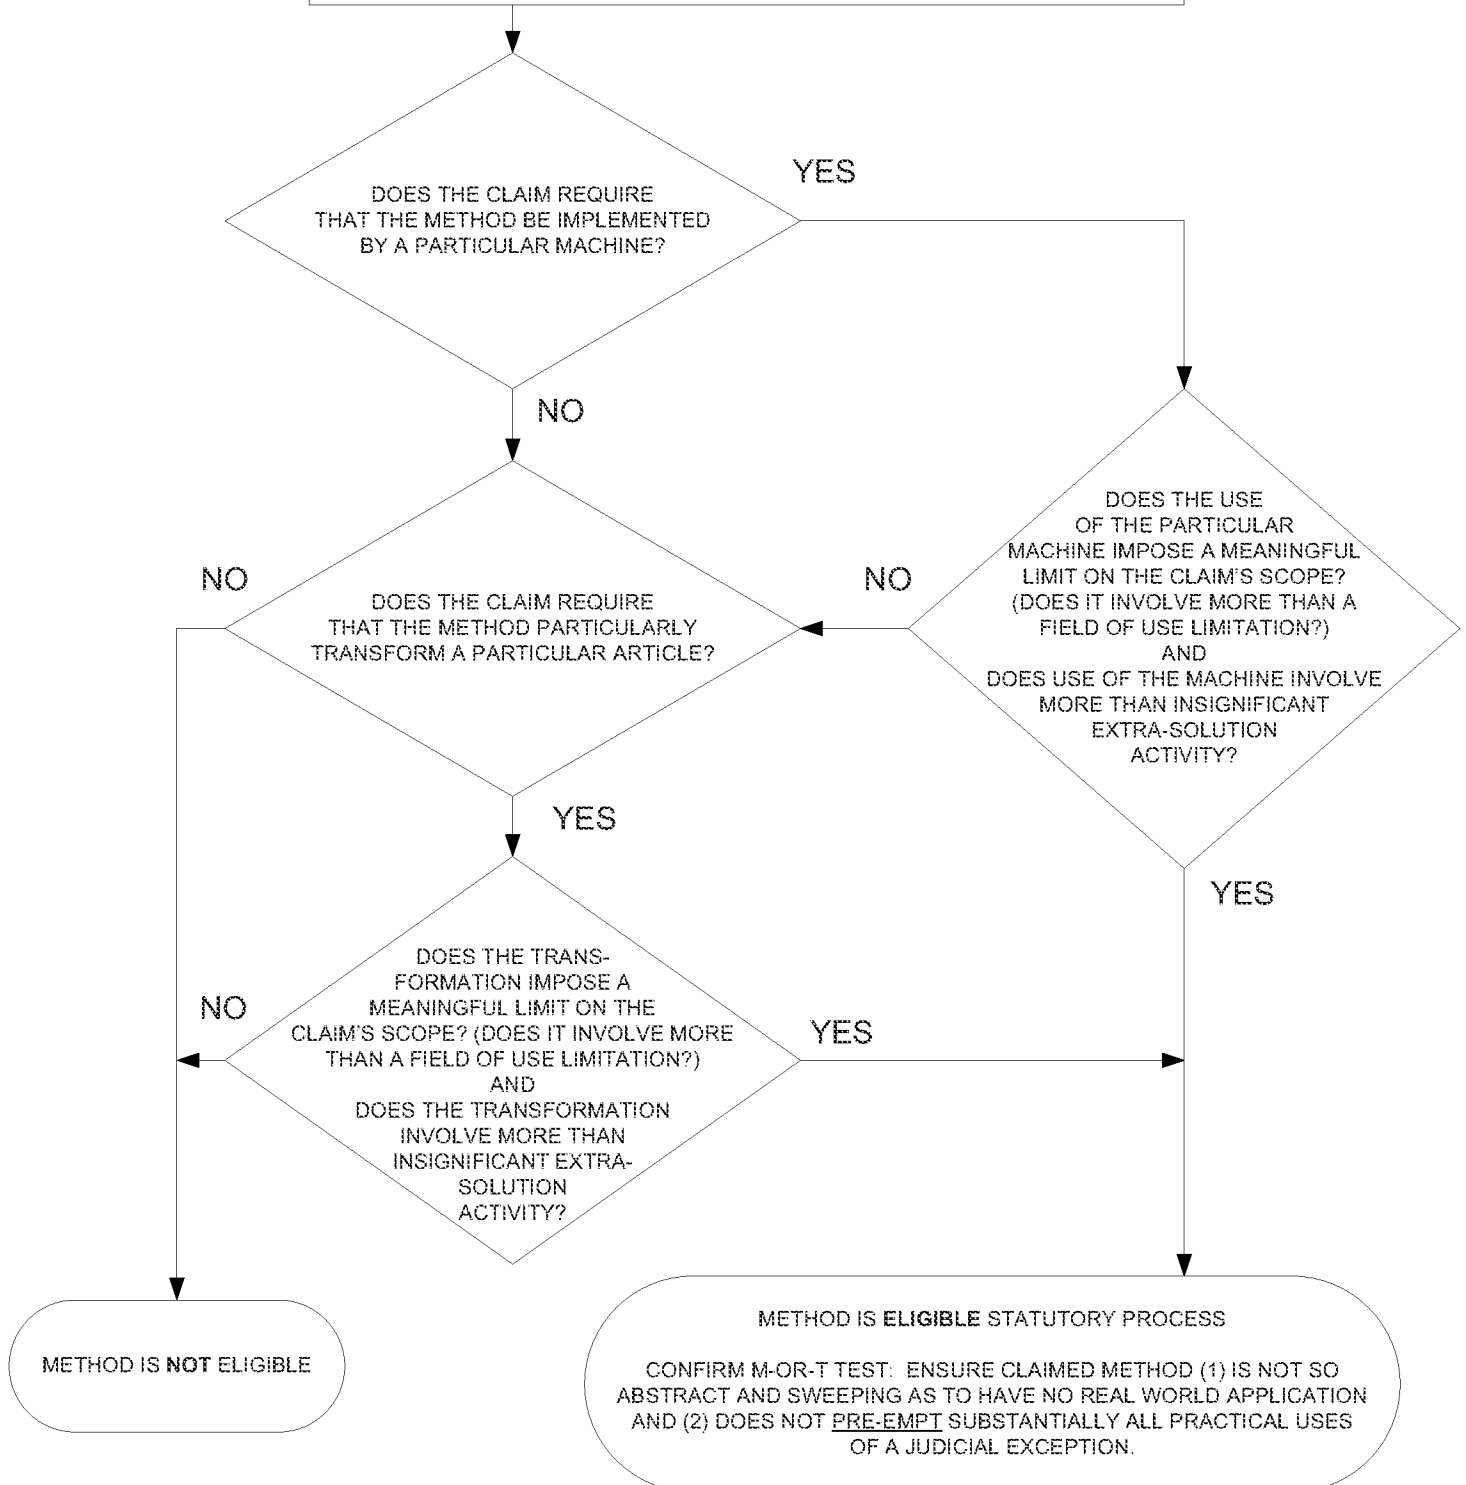 YES
DOES THE CLAIM REQUIRE
THAT THE METHOD BE IMPLEMENTED
BY A PARTICULAR MACHINE?
NO
DOES THE USE
OF THE PARTICULAR
MACHINE IMPOSE A MEANINGFUL
LIMIT ON THE CLAIM'S SCOPE?
(DOES IT INVOLVE MORE THAN A
FIELD OF USE LIMITATION?)
AND
DOES USE OF THE MACHINE INVOLVE
MORE THAN INSIGNIFICANT
EXTRA-SOLUTION
ACTIVITY?
NO
NO
DOES THE CLAIM REQUIRE
THAT THE METHOD PARTICULARLY
TRANSFORM A PARTICULAR ARTICLE?
YES
YES
DOES THE TRANS-
FORMATION IMPOSE A
MEANINGFUL LIMIT ON THE
CLAIM'S SCOPE? (DOES IT INVOLVE MORE
THAN A FIELD OF USE LIMITATION?)
AND
DOES THE TRANSFORMATION
INVOLVE MORE THAN
INSIGNIFICANT EXTRA-
SOLUTION
ACTIVITY?
NO
YES
METHOD IS NOT ELIGIBLE
METHOD IS ELIGIBLE STATUTORY PROCESS
CONFIRM M-OR-T TEST: ENSURE CLAIMED METHOD (1) IS NOT SO
ABSTRACT AND SWEEPING AS TO HAVE NO REAL WORLD APPLICATION
AND (2) DOES NOT PRE-EMPT SUBSTANTIALLY ALL PRACTICAL USES
OF A JUDICIAL EXCEPTION.